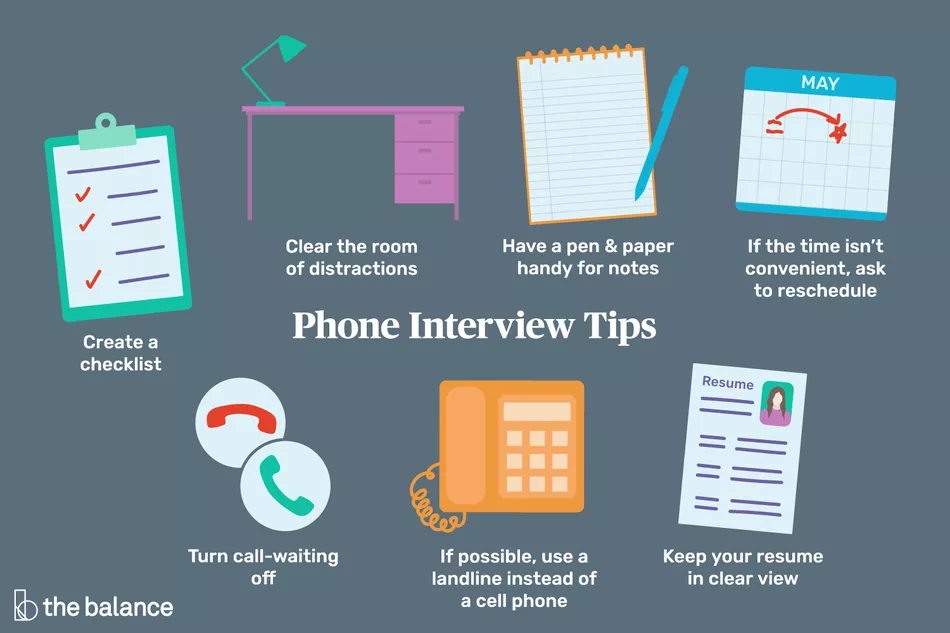 Create a
checklist
Clear the room
of distractions
Have a pen & paper
handy for notes
MAY
If the time isn't
convenient, ask
to reschedule
Phone Interview Tips
Turn call-waiting
off
If possible, use a
landline instead of
a cell phone
Resume
Keep your resume
in clear view
the balance